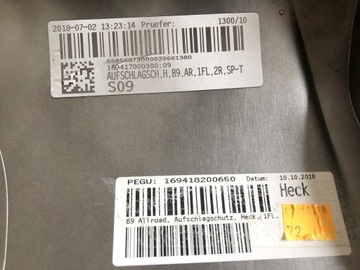 2018-07-02 13:23:14 Pruefer: 1300/10
65656873000039661380
169417000300:09
AUFSCHLAGSCH,H,B9,AR,1FL,2R,SP-T
S09
PEGU: 169418200650 Datum: 10.10.2018
Heck
B9 Allroad, Aufschlagschutz, Heck,(1FL,